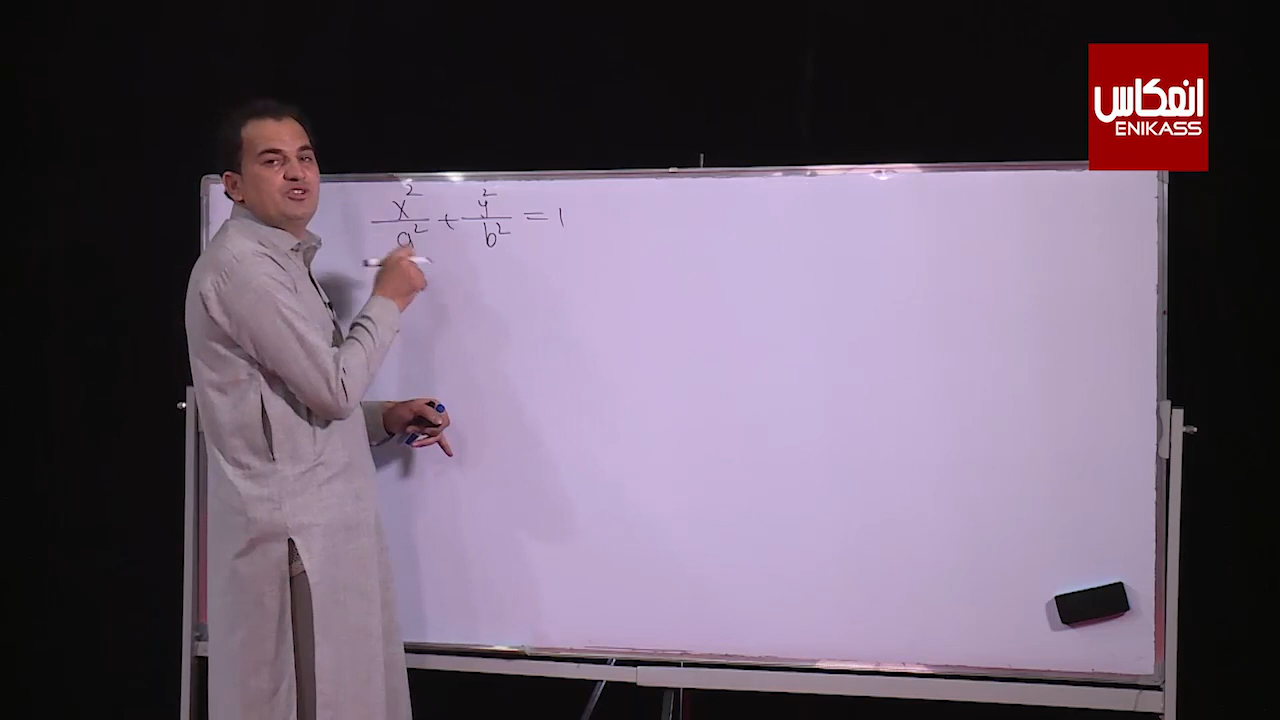 انعکاس
ENIKASS
x²/a² + y²/b² = 1